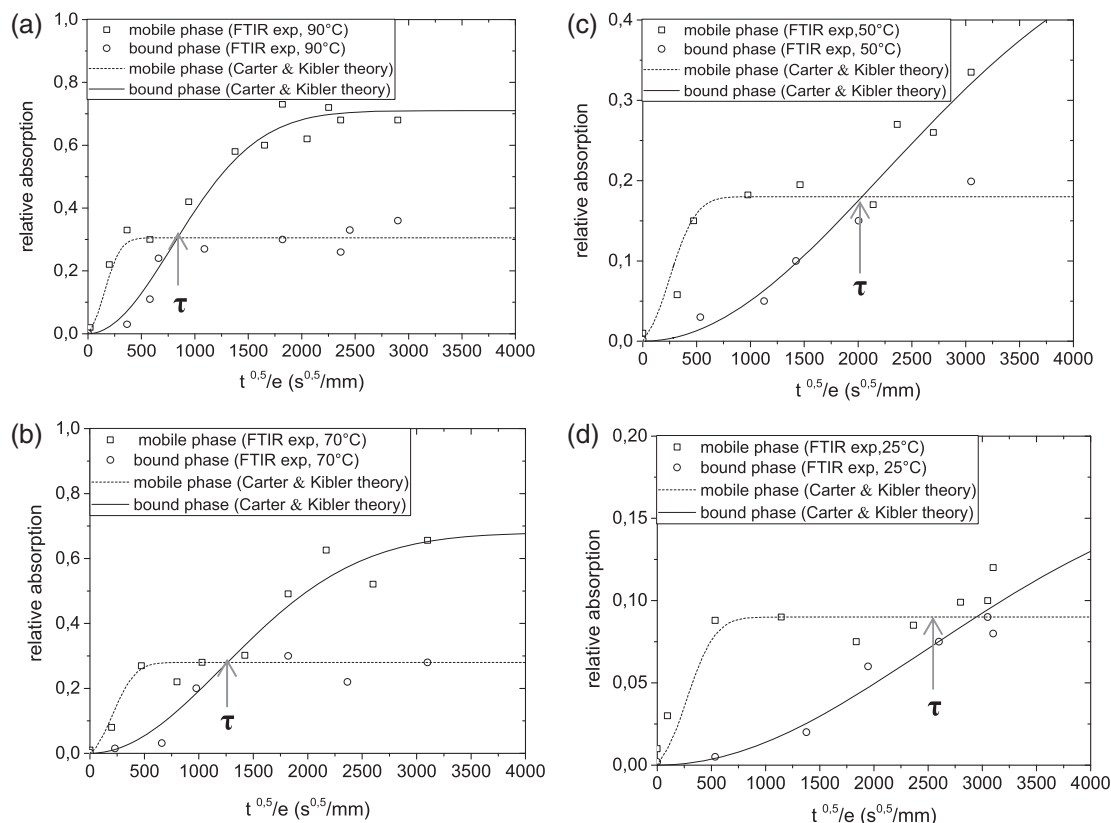 (a)
mobile phase (FTIR exp, 90°C)
bound phase (FTIR exp, 90°C)
mobile phase (Carter & Kibler theory)
bound phase (Carter & Kibler theory)
1,0
0,8
0,6
0,4
0,2
0,0
relative absorption
τ
0 500 1000 1500 2000 2500 3000 3500 4000
t 0,5/e (s0,5/mm)
(c)
mobile phase (FTIR exp,50°C)
bound phase (FTIR exp, 50°C)
mobile phase (Carter & Kibler theory)
bound phase (Carter & Kibler theory)
0,4
0,3
0,2
0,1
0,0
relative absorption
τ
0 500 1000 1500 2000 2500 3000 3500 4000
t 0,5/e (s0,5/mm)
(b)
mobile phase (FTIR exp, 70°C)
bound phase (FTIR exp, 70°C)
mobile phase (Carter & Kibler theory)
bound phase (Carter & Kibler theory)
1,0
0,8
0,6
0,4
0,2
0,0
relative absorption
τ
0 500 1000 1500 2000 2500 3000 3500 4000
t 0,5/e (s0,5/mm)
(d)
mobile phase (FTIR exp,25°C)
bound phase (FTIR exp, 25°C)
mobile phase (Carter & Kibler theory)
bound phase (Carter & Kibler theory)
0,20
0,15
0,10
0,05
0,00
relative absorption
τ
0 500 1000 1500 2000 2500 3000 3500 4000
t 0,5/e (s0,5/mm)